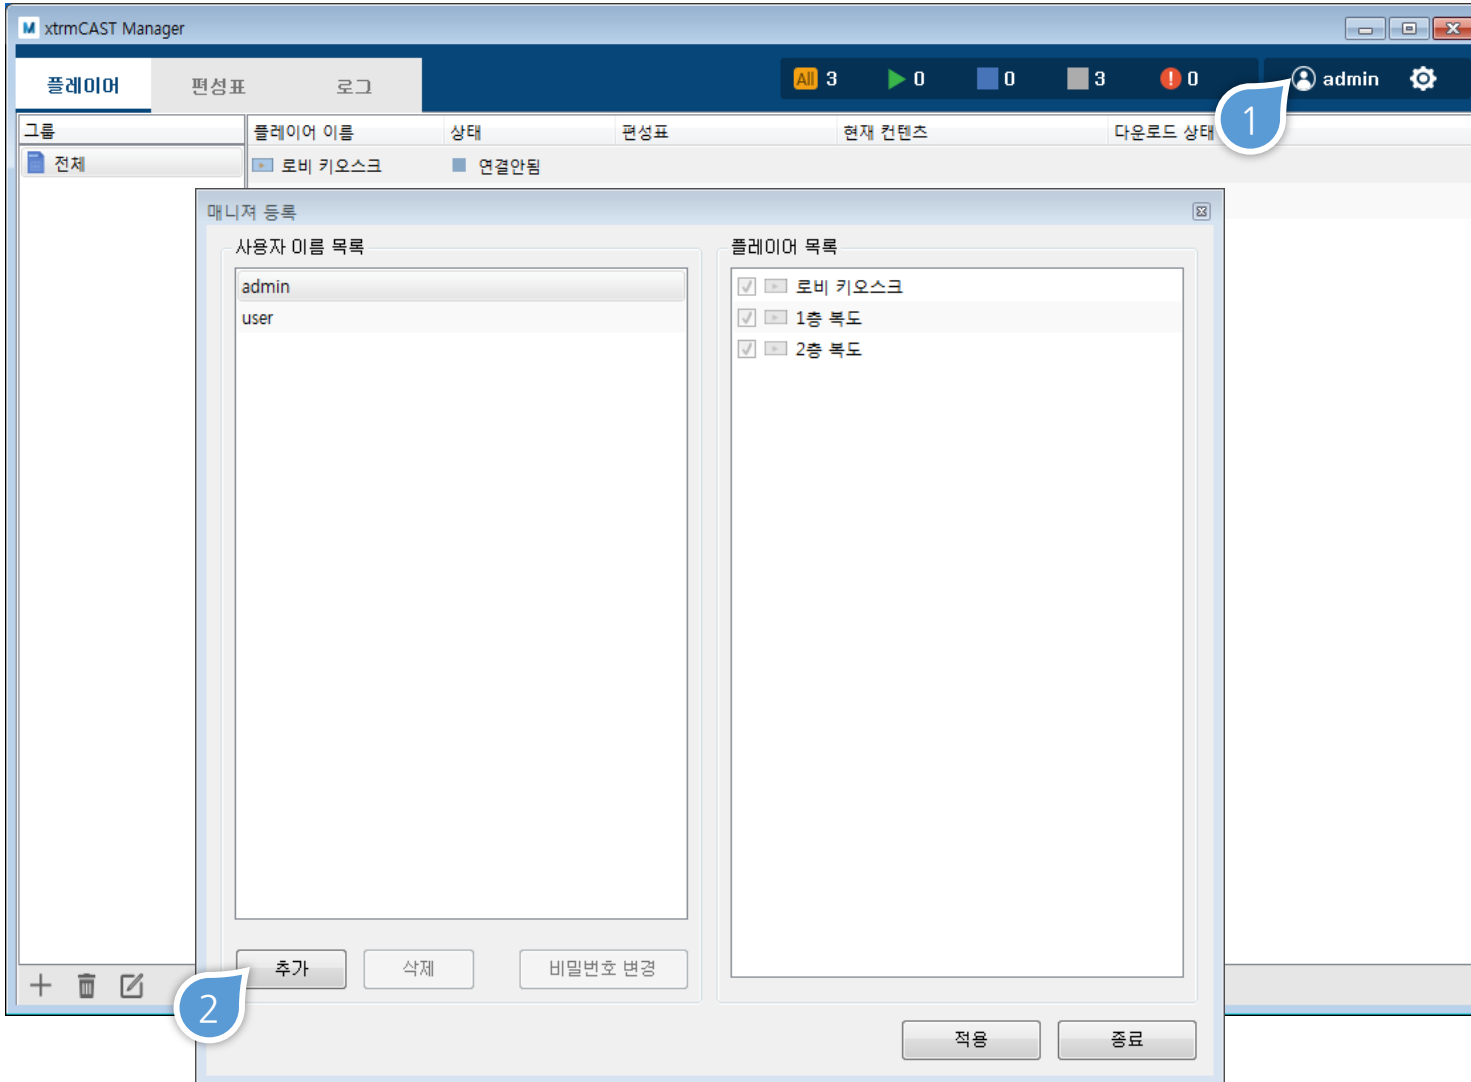 M xtrmCAST Manager
플레이어 편성표 로그 All 3 0 0 3 ! 0 admin
1
그룹 플레이어 이름 상태 편성표 현재 컨텐츠 다운로드 상태
전체 로비 키오스크 연결안됨
매니져 등록
사용자 이름 목록 플레이어 목록
admin 로비 키오스크
user 1층 복도
2층 복도
추가 삭제 비밀번호 변경
2
적용 종료